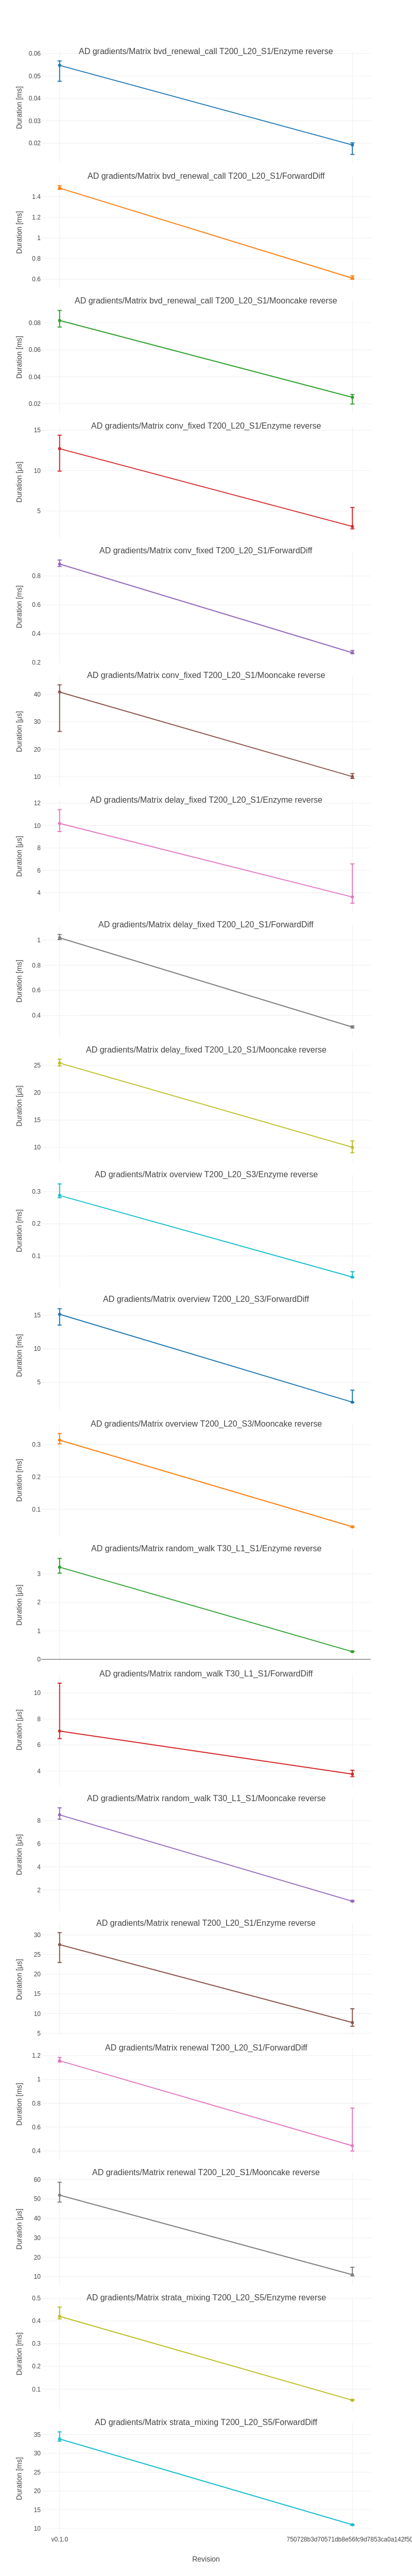 AD gradients/Matrix bvd_renewal_call T200_L20_S1/Enzyme reverse
0.06
0.05
0.04
0.03
0.02
Duration [ms]
AD gradients/Matrix bvd_renewal_call T200_L20_S1/ForwardDiff
1.4
1.2
1
0.8
0.6
Duration [ms]
AD gradients/Matrix bvd_renewal_call T200_L20_S1/Mooncake reverse
0.08
0.06
0.04
0.02
Duration [ms]
AD gradients/Matrix conv_fixed T200_L20_S1/Enzyme reverse
15
10
5
Duration [µs]
AD gradients/Matrix conv_fixed T200_L20_S1/ForwardDiff
0.8
0.6
0.4
0.2
Duration [ms]
AD gradients/Matrix conv_fixed T200_L20_S1/Mooncake reverse
40
30
20
10
Duration [µs]
AD gradients/Matrix delay_fixed T200_L20_S1/Enzyme reverse
12
10
8
6
4
Duration [µs]
AD gradients/Matrix delay_fixed T200_L20_S1/ForwardDiff
1
0.8
0.6
0.4
Duration [ms]
AD gradients/Matrix delay_fixed T200_L20_S1/Mooncake reverse
25
20
15
10
Duration [µs]
AD gradients/Matrix overview T200_L20_S3/Enzyme reverse
0.3
0.2
0.1
Duration [ms]
AD gradients/Matrix overview T200_L20_S3/ForwardDiff
15
10
5
Duration [ms]
AD gradients/Matrix overview T200_L20_S3/Mooncake reverse
0.3
0.2
0.1
Duration [ms]
AD gradients/Matrix random_walk T30_L1_S1/Enzyme reverse
3
2
1
0
Duration [µs]
AD gradients/Matrix random_walk T30_L1_S1/ForwardDiff
10
8
6
4
Duration [µs]
AD gradients/Matrix random_walk T30_L1_S1/Mooncake reverse
8
6
4
2
Duration [µs]
AD gradients/Matrix renewal T200_L20_S1/Enzyme reverse
30
25
20
15
10
5
Duration [µs]
AD gradients/Matrix renewal T200_L20_S1/ForwardDiff
1.2
1
0.8
0.6
0.4
Duration [ms]
AD gradients/Matrix renewal T200_L20_S1/Mooncake reverse
60
50
40
30
20
10
Duration [µs]
AD gradients/Matrix strata_mixing T200_L20_S5/Enzyme reverse
0.5
0.4
0.3
0.2
0.1
Duration [ms]
AD gradients/Matrix strata_mixing T200_L20_S5/ForwardDiff
35
30
25
20
15
10
Duration [ms]
v0.1.0
750728b3d70571db8e56fc9d7853ca0a142f50
Revision